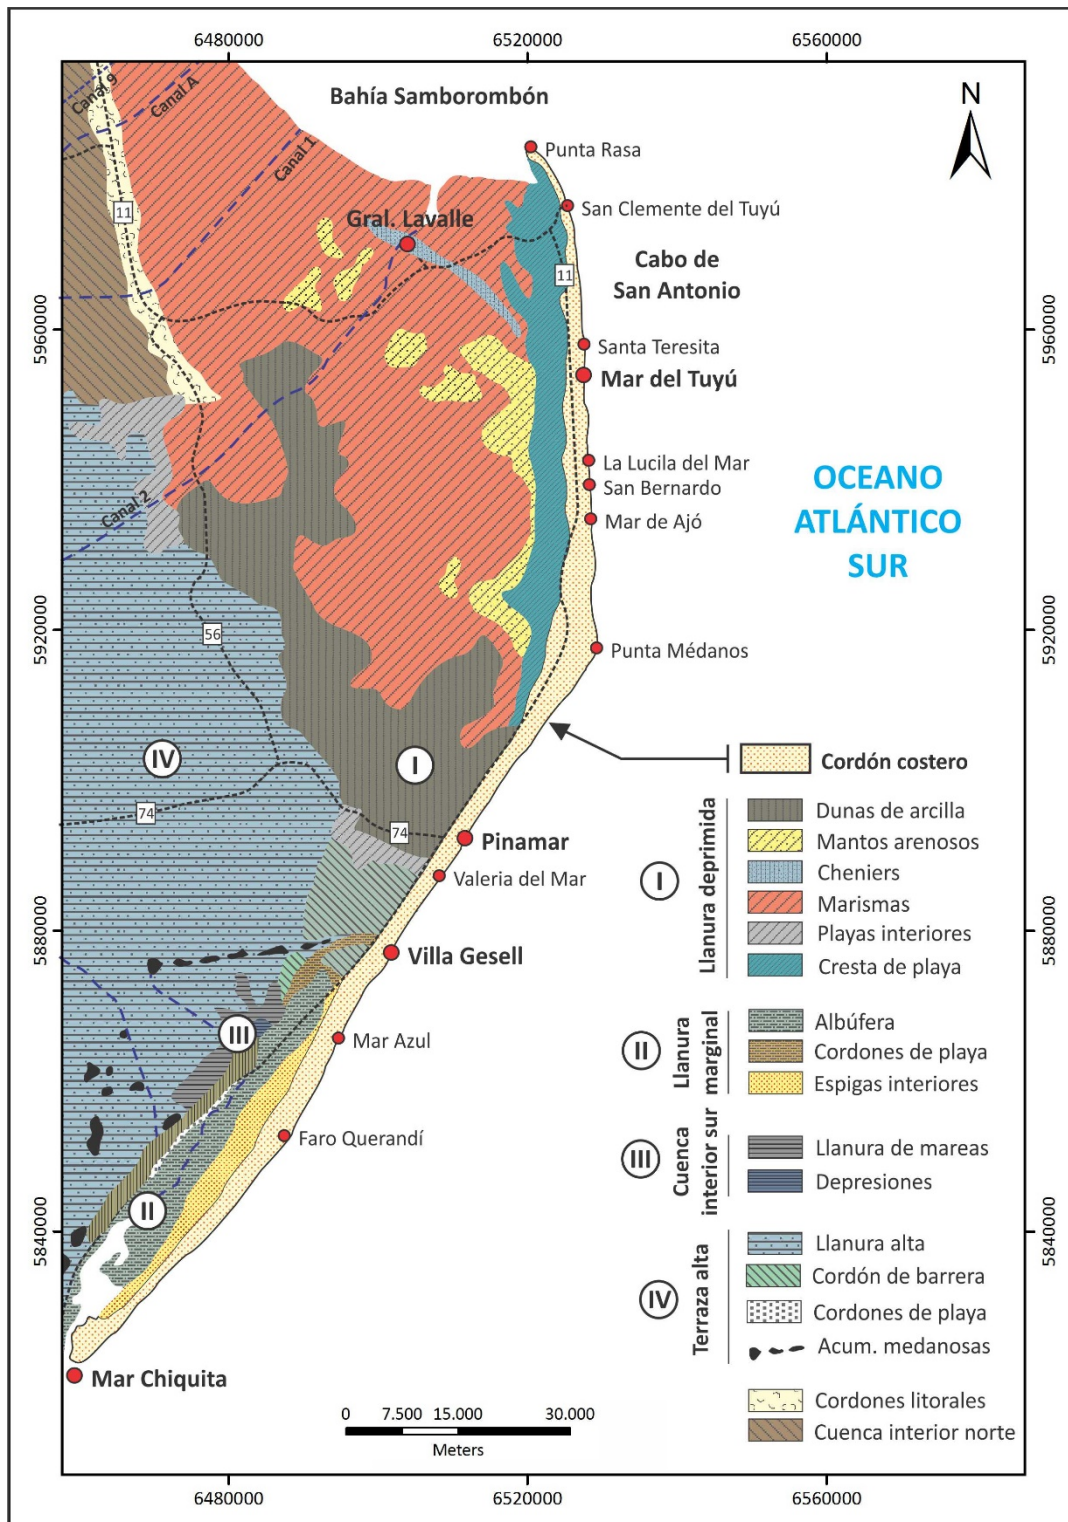 6480000
6520000
6560000
Bahía Samborombón
N
Canal 9
Canal A
Canal 1
Punta Rasa
11
San Clemente del Tuyú
Gral. Lavalle
Cabo de
San Antonio
11
5960000
5960000
Santa Teresita
Mar del Tuyú
La Lucila del Mar
San Bernardo
Mar de Ajó
Canal 2
OCEANO
ATLÁNTICO
SUR
5920000
5920000
56
Punta Médanos
IV
I
Cordón costero
74
74
Pinamar
Valeria del Mar
Llanura deprimida
I
Dunas de arcilla
Mantos arenosos
Cheniers
Marismas
Playas interiores
Cresta de playa
5880000
5880000
Villa Gesell
III
Mar Azul
Llanura
marginal
II
Albúfera
Cordones de playa
Espigas interiores
Faro Querandí
Cuenca
interior sur
III
Llanura de mareas
Depresiones
II
5840000
5840000
Terraza alta
IV
Llanura alta
Cordón de barrera
Cordones de playa
Acum. medanosas
Mar Chiquita
Cordones litorales
Cuenca interior norte
0 7.500 15.000 30.000
Meters
6480000
6520000
6560000